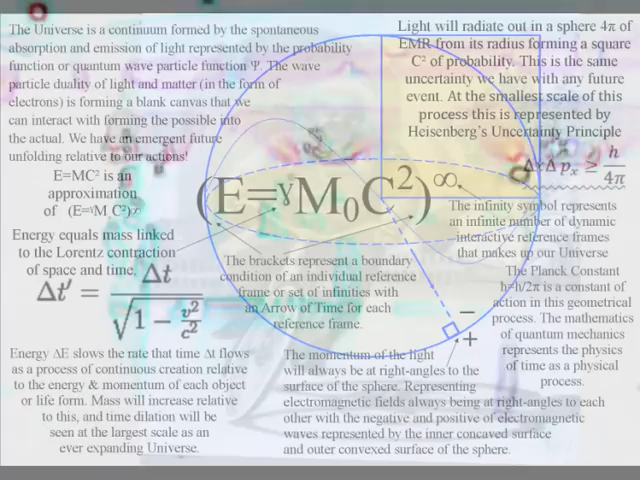 The Universe is a continuum formed by the spontaneous
absorption and emission of light represented by the probability
function or quantum wave particle function Ψ. The wave
particle duality of light and matter (in the form of
electrons) is forming a blank canvas that we
can interact with forming the possible into
the actual. We have an emergent future
unfolding relative to our actions!
E=MC² is an
approximation
of (E=ᵞM C²)∞
Energy equals mass linked
to the Lorentz contraction
of space and time.
Δt′ = Δt / √(1 − v²/c²)
Energy ΔE slows the rate that time Δt flows
as a process of continuous creation relative
to the energy & momentum of each object
or life form. Mass will increase relative
to this, and time dilation will be
seen at the largest scale as an
ever expanding Universe.
(E=ᵞM₀C²)∞
The brackets represent a boundary
condition of an individual reference
frame or set of infinities with
an Arrow of Time for each
reference frame.
The momentum of the light
will always be at right-angles to the
surface of the sphere. Representing
electromagnetic fields always being at right-angles to each
other with the negative and positive of electromagnetic
waves represented by the inner concaved surface
and outer convexed surface of the sphere.
Light will radiate out in a sphere 4π of
EMR from its radius forming a square
C² of probability. This is the same
uncertainty we have with any future
event. At the smallest scale of this
process this is represented by
Heisenberg's Uncertainty Principle
ΔxΔpₓ ≥ h/4π
The infinity symbol represents
an infinite number of dynamic
interactive reference frames
that makes up our Universe
The Planck Constant
h=h/2π is a constant of
action in this geometrical
process. The mathematics
of quantum mechanics
represents the physics
of time as a physical
process.
−
+